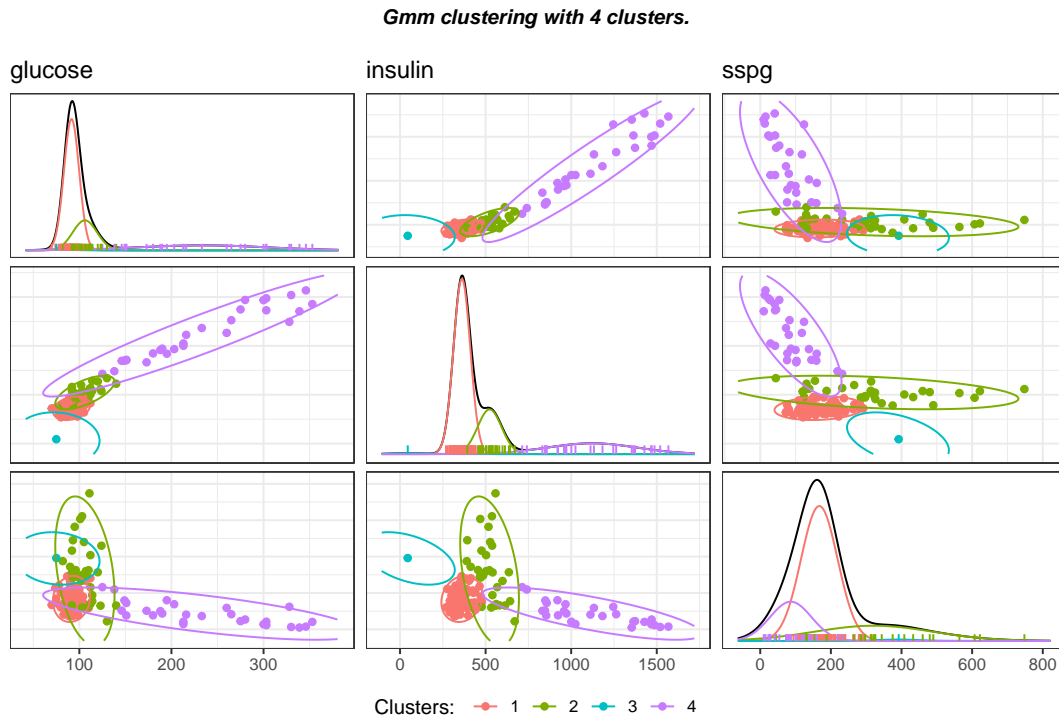 Gmm clustering with 4 clusters.
glucose insulin sspg
100 200 300 0 500 1000 1500 0 200 400 600 800
Clusters: 1 2 3 4